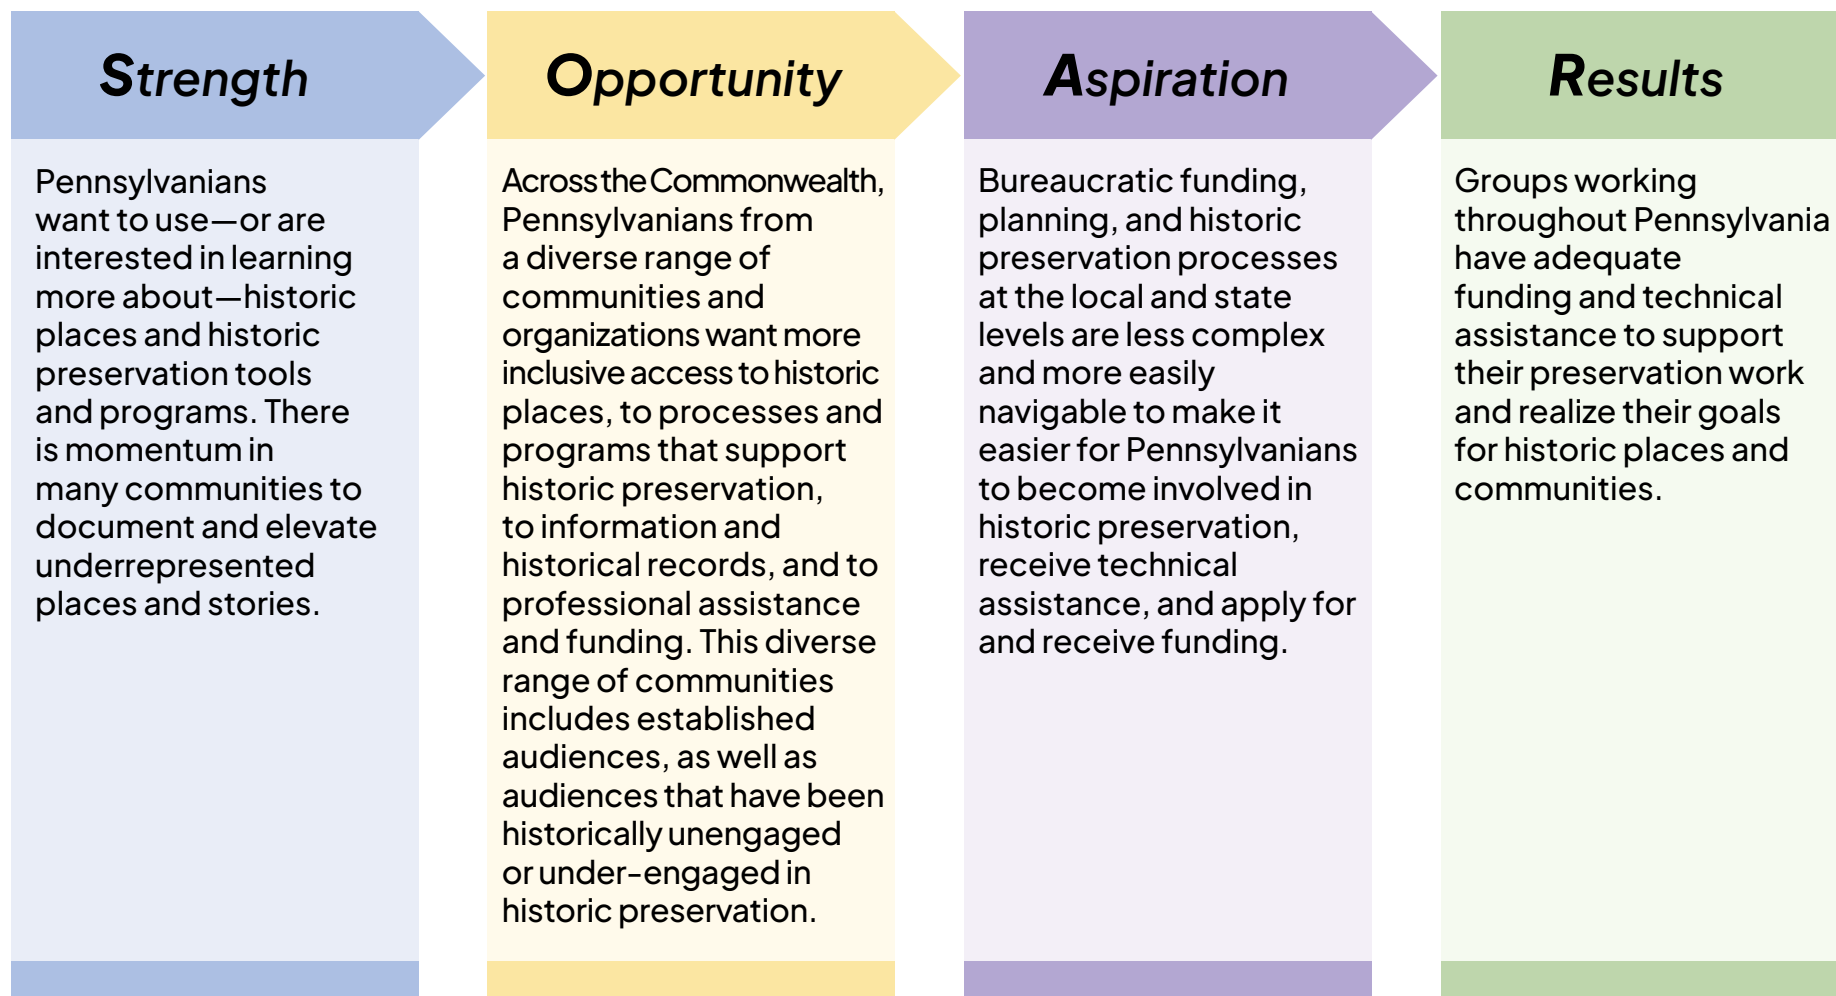 Strength
Pennsylvanians
want to use—or are
interested in learning
more about—historic
places and historic
preservation tools
and programs. There
is momentum in
many communities to
document and elevate
underrepresented
places and stories.
Opportunity
Across the Commonwealth,
Pennsylvanians from
a diverse range of
communities and
organizations want more
inclusive access to historic
places, to processes and
programs that support
historic preservation,
to information and
historical records, and to
professional assistance
and funding. This diverse
range of communities
includes established
audiences, as well as
audiences that have been
historically unengaged
or under-engaged in
historic preservation.
Aspiration
Bureaucratic funding,
planning, and historic
preservation processes
at the local and state
levels are less complex
and more easily
navigable to make it
easier for Pennsylvanians
to become involved in
historic preservation,
receive technical
assistance, and apply for
and receive funding.
Results
Groups working
throughout Pennsylvania
have adequate
funding and technical
assistance to support
their preservation work
and realize their goals
for historic places and
communities.